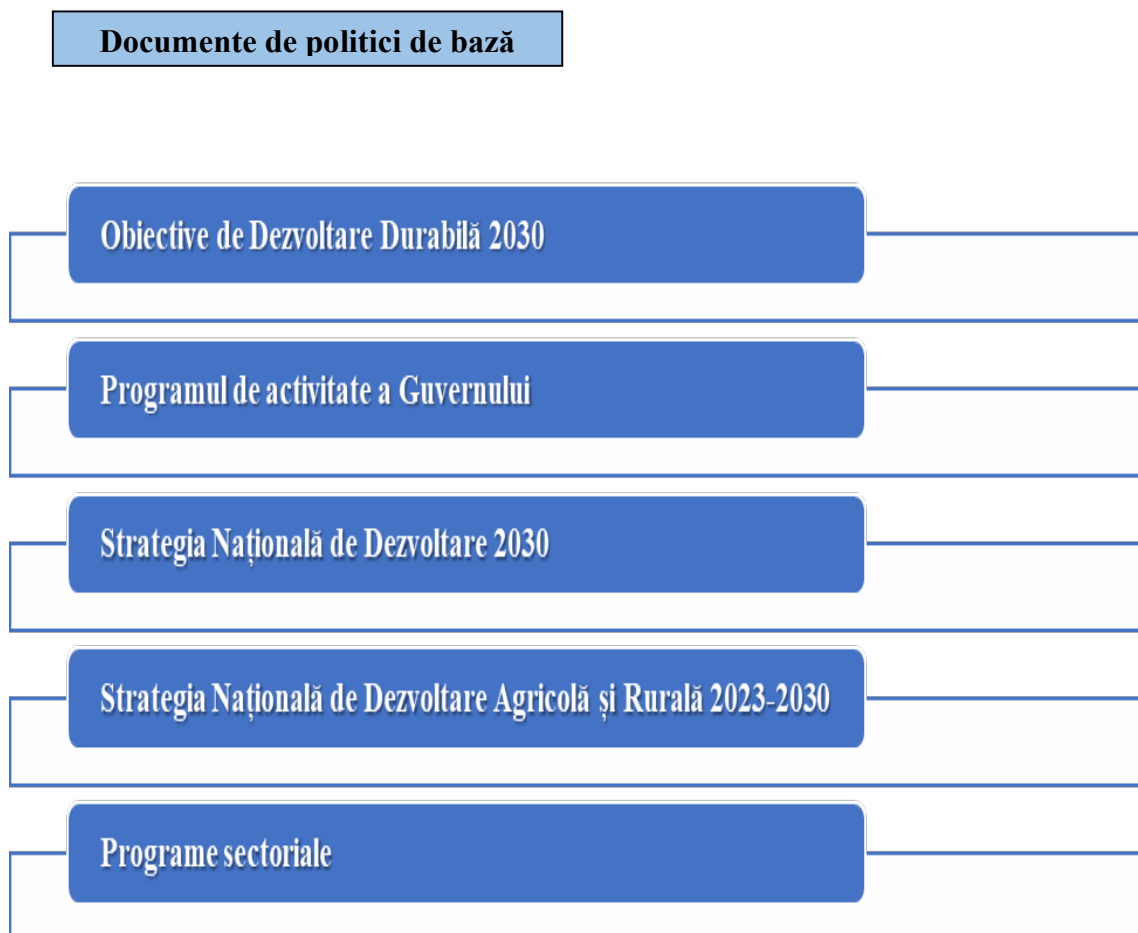 Documente de politici de bază
Obiective de Dezvoltare Durabilă 2030
Programul de activitate a Guvernului
Strategia Națională de Dezvoltare 2030
Strategia Națională de Dezvoltare Agricolă și Rurală 2023-2030
Programe sectoriale